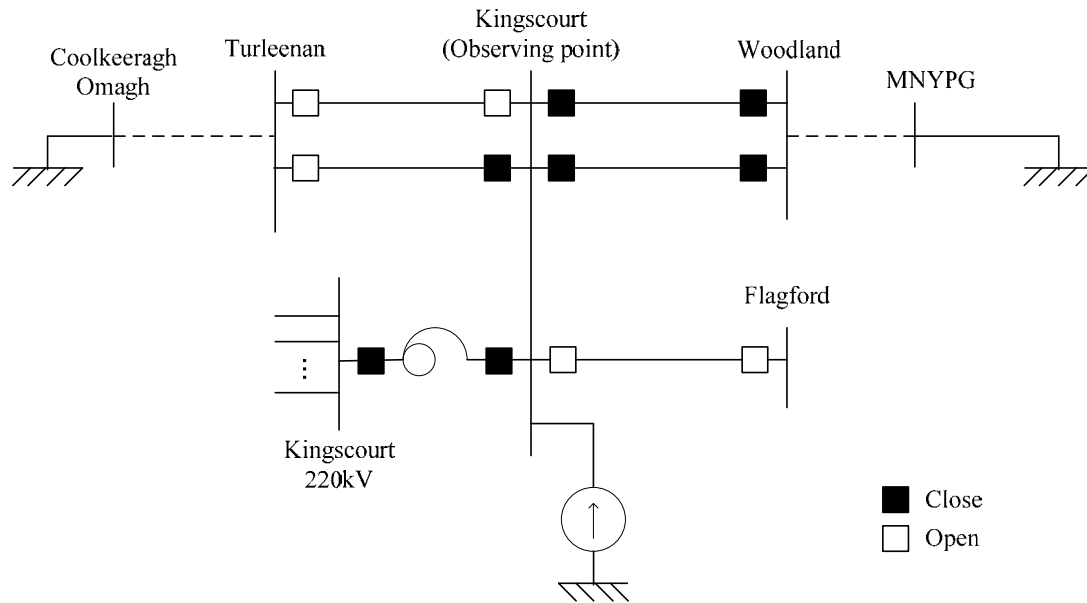 Kingscourt
(Observing point)
Coolkeeragh
Omagh
Turleenan
Woodland
MNYPG
Flagford
Kingscourt
220kV
Close
Open